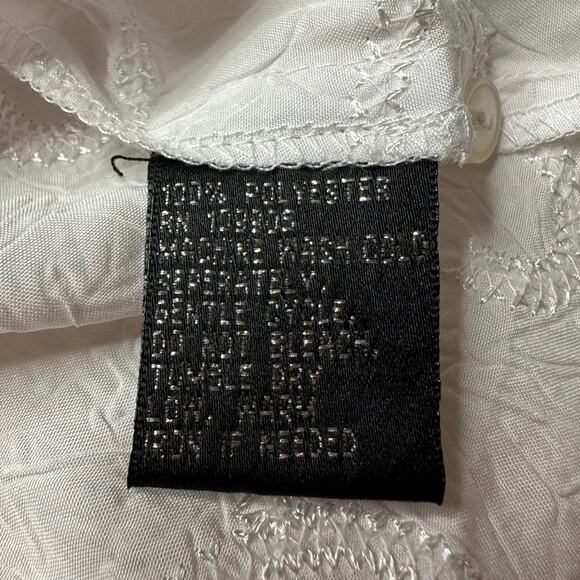 100% POLYESTER
RN 109805
MACHINE WASH COLD
SEPARATELY,
GENTLE CYCLE,
DO NOT BLEACH,
TUMBLE DRY
LOW, WARM
IRON IF NEEDED